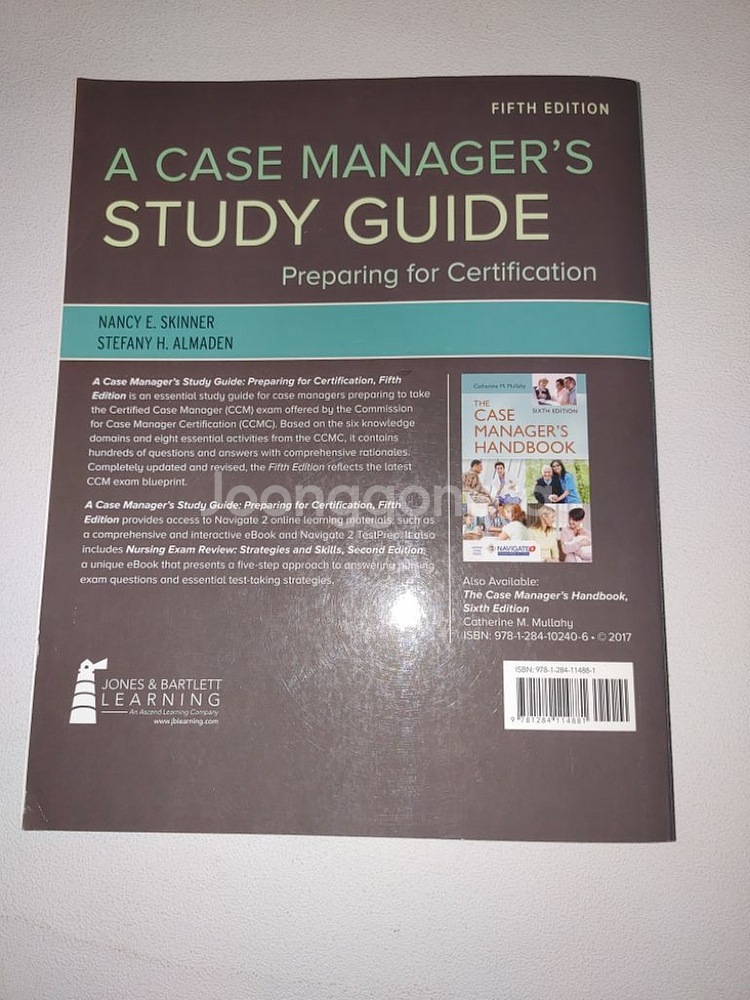 FIFTH EDITION
A CASE MANAGER'S
STUDY GUIDE
Preparing for Certification
NANCY E. SKINNER
STEFANY H. ALMADEN
A Case Manager's Study Guide: Preparing for Certification, Fifth
Edition is an essential study guide for case managers preparing to take
the Certified Case Manager (CCM) exam offered by the Commission
for Case Manager Certification (CCMC). Based on the six knowledge
domains and eight essential activities from the CCMC, it contains
hundreds of questions and answers with comprehensive rationales.
Completely updated and revised, the Fifth Edition reflects the latest
CCM exam blueprint.
A Case Manager's Study Guide: Preparing for Certification, Fifth
Edition provides access to Navigate 2 online learning materials, such as
a comprehensive and interactive eBook and Navigate 2 TestPrep. It also
includes Nursing Exam Review: Strategies and Skills, Second Edition,
a unique eBook that presents a five-step approach to answering nursing
exam questions and essential test-taking strategies.
Catherine M. Mullahy
SIXTH EDITION
THE
CASE
MANAGER'S
HANDBOOK
NAVIGATE 2
Also Available:
The Case Manager's Handbook,
Sixth Edition
Catherine M. Mullahy
ISBN: 978-1-284-10240-6 • © 2017
JONES & BARTLETT
LEARNING
An Ascend Learning Company
www.jblearning.com
ISBN: 978-1-284-11488-1
9 781284 114881